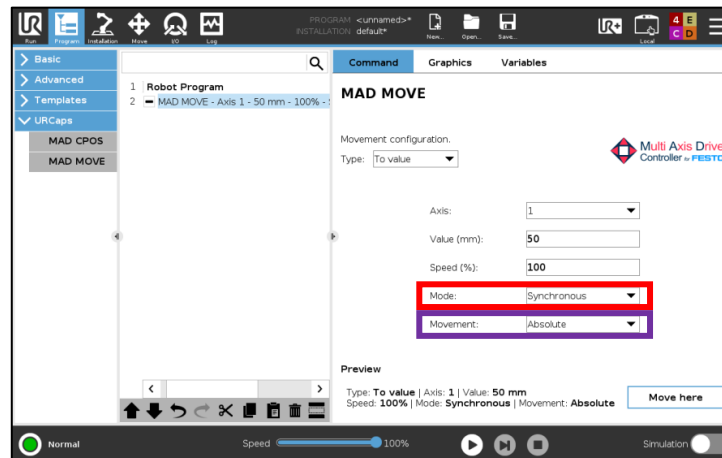 PROGRAM <unnamed>*
INSTALLATION default*
Run
Program
Installation
Move
I/O
Log
New...
Open...
Save...
UR+
Local
4 E
C D
Basic
Advanced
Templates
URCaps
MAD CPOS
MAD MOVE
1 Robot Program
2 MAD MOVE - Axis 1 - 50 mm - 100% -
Command Graphics Variables
MAD MOVE
Movement configuration.
Type: To value
Multi Axis Drive
Controller for FESTO
Axis: 1
Value (mm): 50
Speed (%): 100
Mode: Synchronous
Movement: Absolute
Preview
Type: To value | Axis: 1 | Value: 50 mm
Speed: 100% | Mode: Synchronous | Movement: Absolute
Move here
Normal
Speed 100%
Simulation